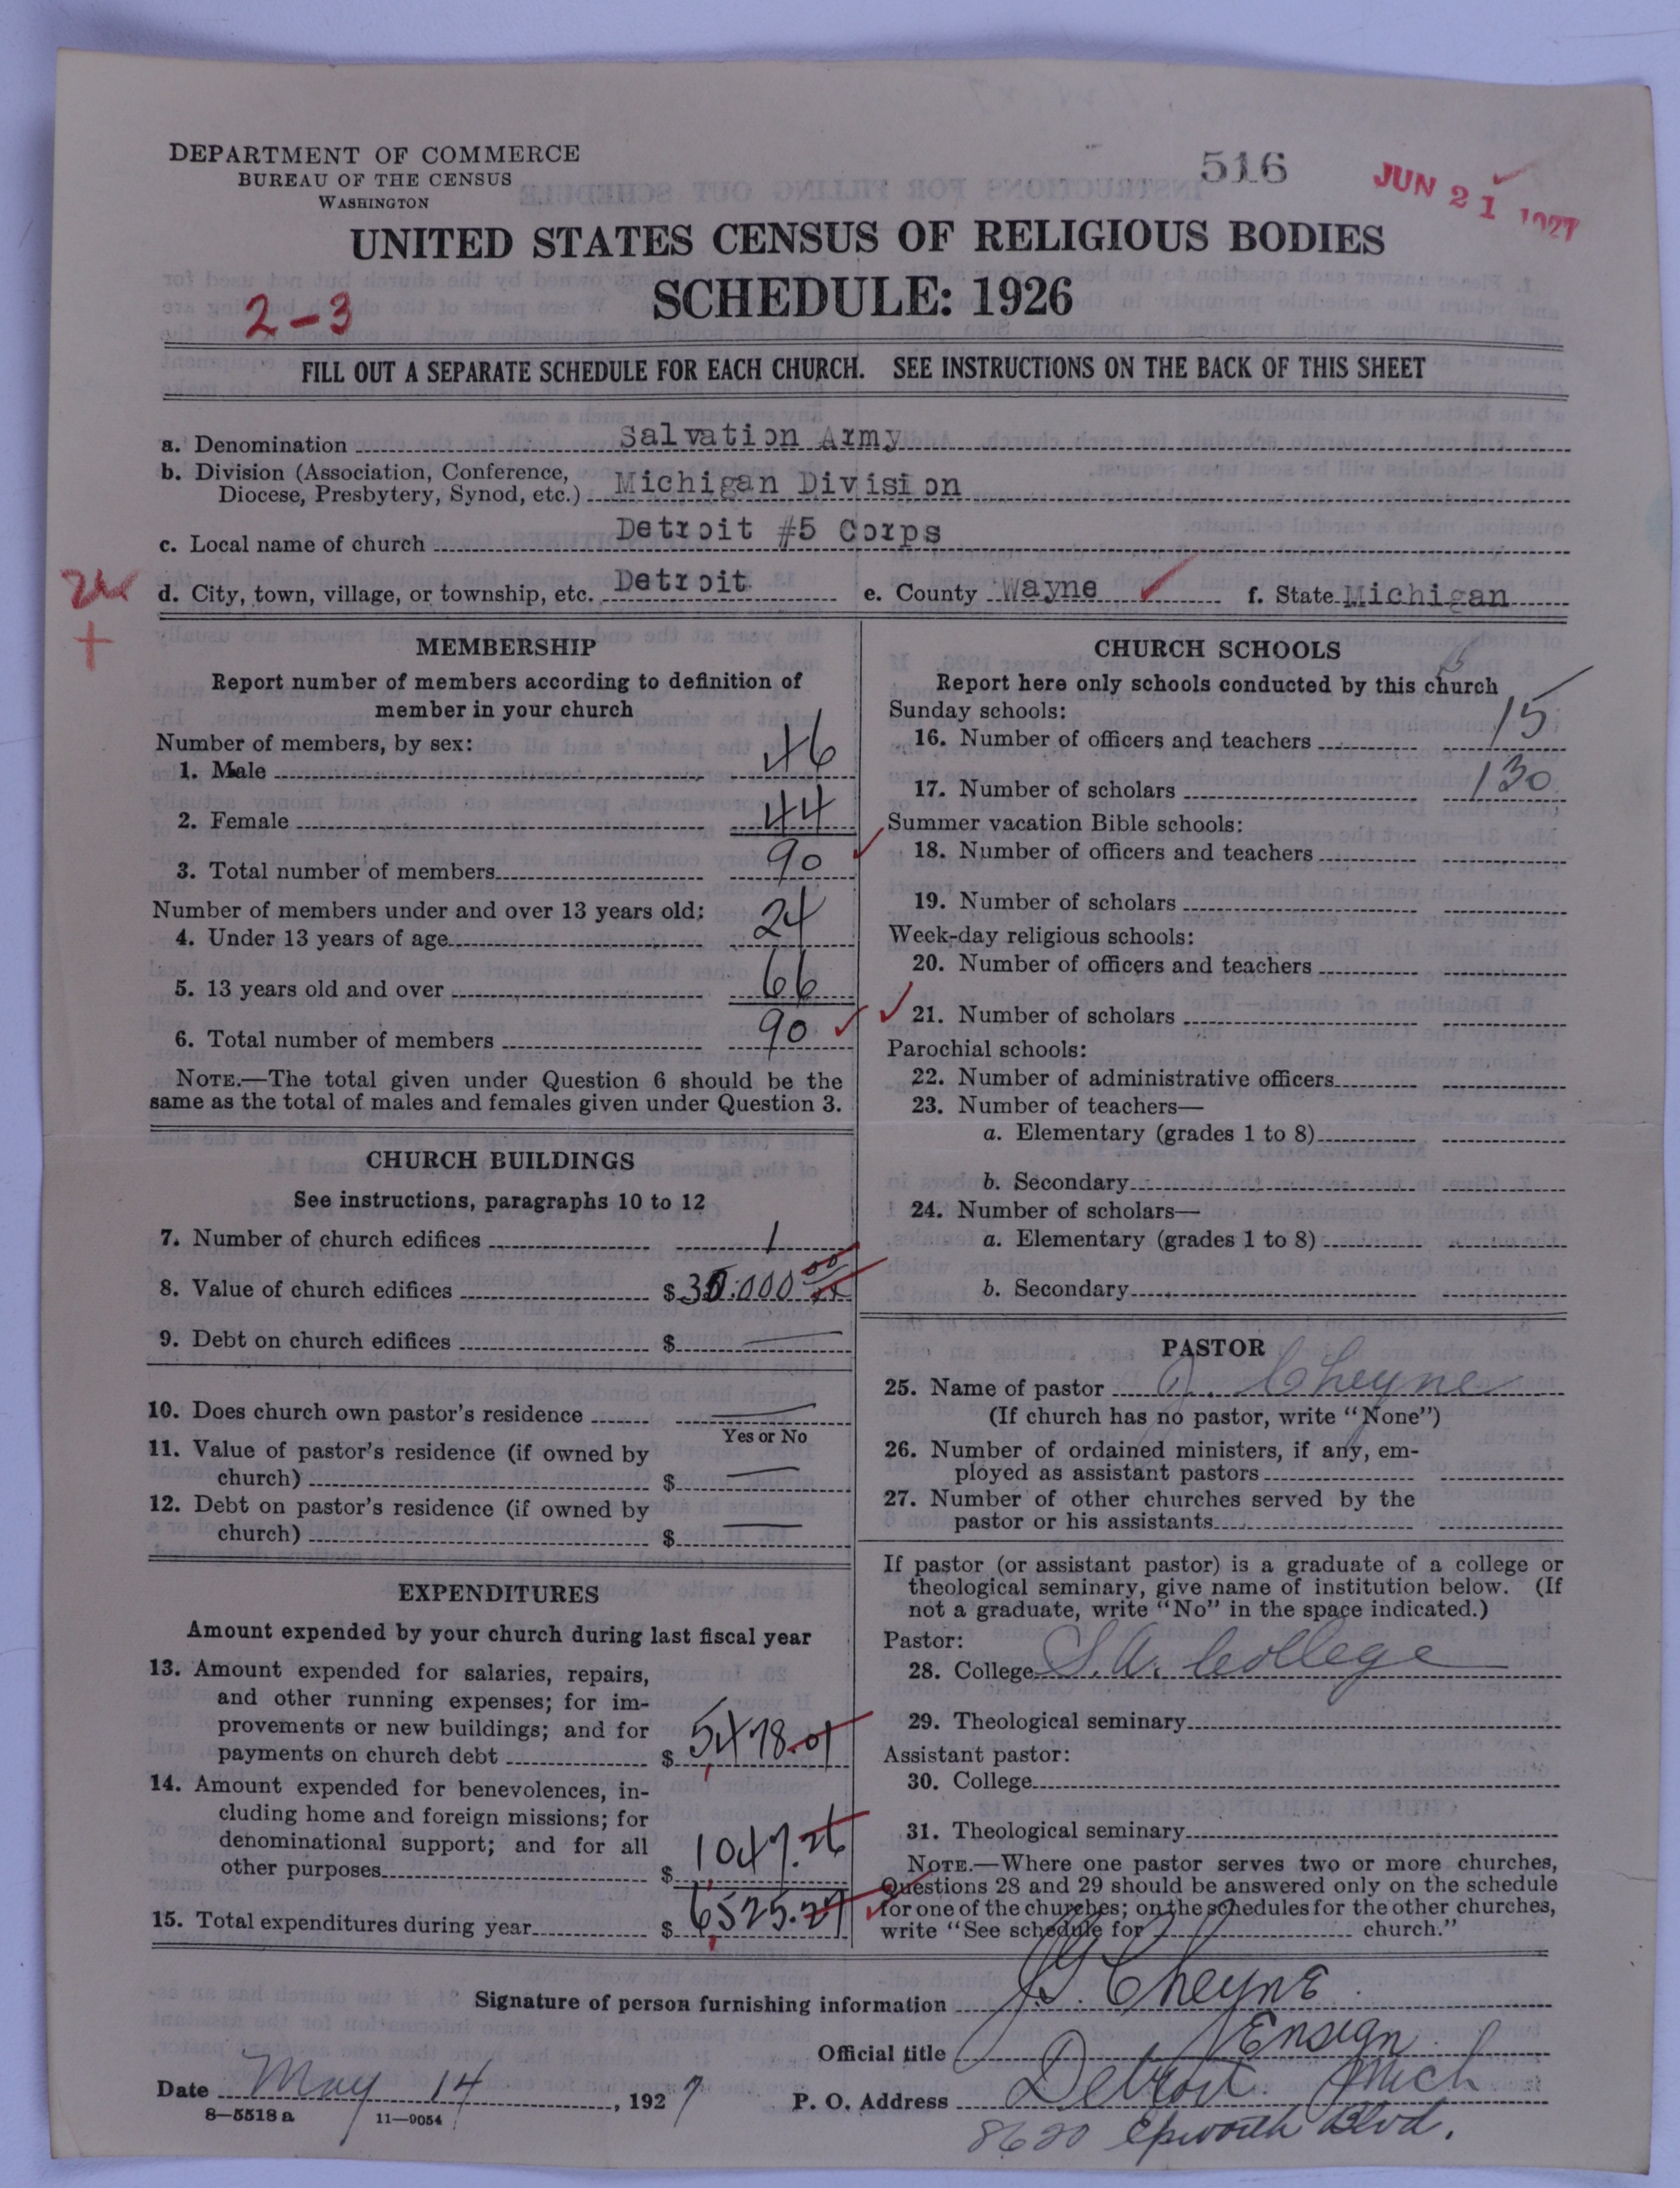 DEPARTMENT OF COMMERCE
BUREAU OF THE CENSUS
WASHINGTON
516
JUN 21 1927
UNITED STATES CENSUS OF RELIGIOUS BODIES
SCHEDULE: 1926
2-3
FILL OUT A SEPARATE SCHEDULE FOR EACH CHURCH. SEE INSTRUCTIONS ON THE BACK OF THIS SHEET
a. Denomination Salvation Army
b. Division (Association, Conference,
Diocese, Presbytery, Synod, etc.) Michigan Division
c. Local name of church Detroit #5 Corps
d. City, town, village, or township, etc. Detroit e. County Wayne f. State Michigan
MEMBERSHIP
Report number of members according to definition of
member in your church
Number of members, by sex:
1. Male 46
2. Female 44
3. Total number of members 90
Number of members under and over 13 years old:
4. Under 13 years of age 24
5. 13 years old and over 66
6. Total number of members 90
NOTE.—The total given under Question 6 should be the
same as the total of males and females given under Question 3.
CHURCH BUILDINGS
See instructions, paragraphs 10 to 12
7. Number of church edifices 1
8. Value of church edifices $ 30.000 00
9. Debt on church edifices $ —
10. Does church own pastor's residence —
Yes or No
11. Value of pastor's residence (if owned by
church) $ —
12. Debt on pastor's residence (if owned by
church) $ —
EXPENDITURES
Amount expended by your church during last fiscal year
13. Amount expended for salaries, repairs,
and other running expenses; for im-
provements or new buildings; and for
payments on church debt $ 5,478.01
14. Amount expended for benevolences, in-
cluding home and foreign missions; for
denominational support; and for all
other purposes $ 1,047.26
15. Total expenditures during year $ 6,525.27
CHURCH SCHOOLS
Report here only schools conducted by this church
Sunday schools:
16. Number of officers and teachers 15
17. Number of scholars 130
Summer vacation Bible schools:
18. Number of officers and teachers
19. Number of scholars
Week-day religious schools:
20. Number of officers and teachers
21. Number of scholars
Parochial schools:
22. Number of administrative officers
23. Number of teachers—
a. Elementary (grades 1 to 8)
b. Secondary
24. Number of scholars—
a. Elementary (grades 1 to 8)
b. Secondary
PASTOR
25. Name of pastor J. Cheyne
(If church has no pastor, write "None")
26. Number of ordained ministers, if any, em-
ployed as assistant pastors
27. Number of other churches served by the
pastor or his assistants
If pastor (or assistant pastor) is a graduate of a college or
theological seminary, give name of institution below. (If
not a graduate, write "No" in the space indicated.)
Pastor:
28. College S.A. College
29. Theological seminary
Assistant pastor:
30. College
31. Theological seminary
NOTE.—Where one pastor serves two or more churches,
Questions 28 and 29 should be answered only on the schedule
for one of the churches; on the schedules for the other churches,
write "See schedule for church."
Signature of person furnishing information J. Cheyne
Official title Ensign
Date May 14, 1927 P. O. Address Detroit. Mich
8620 Epworth Blvd.
8—5518a 11—9054